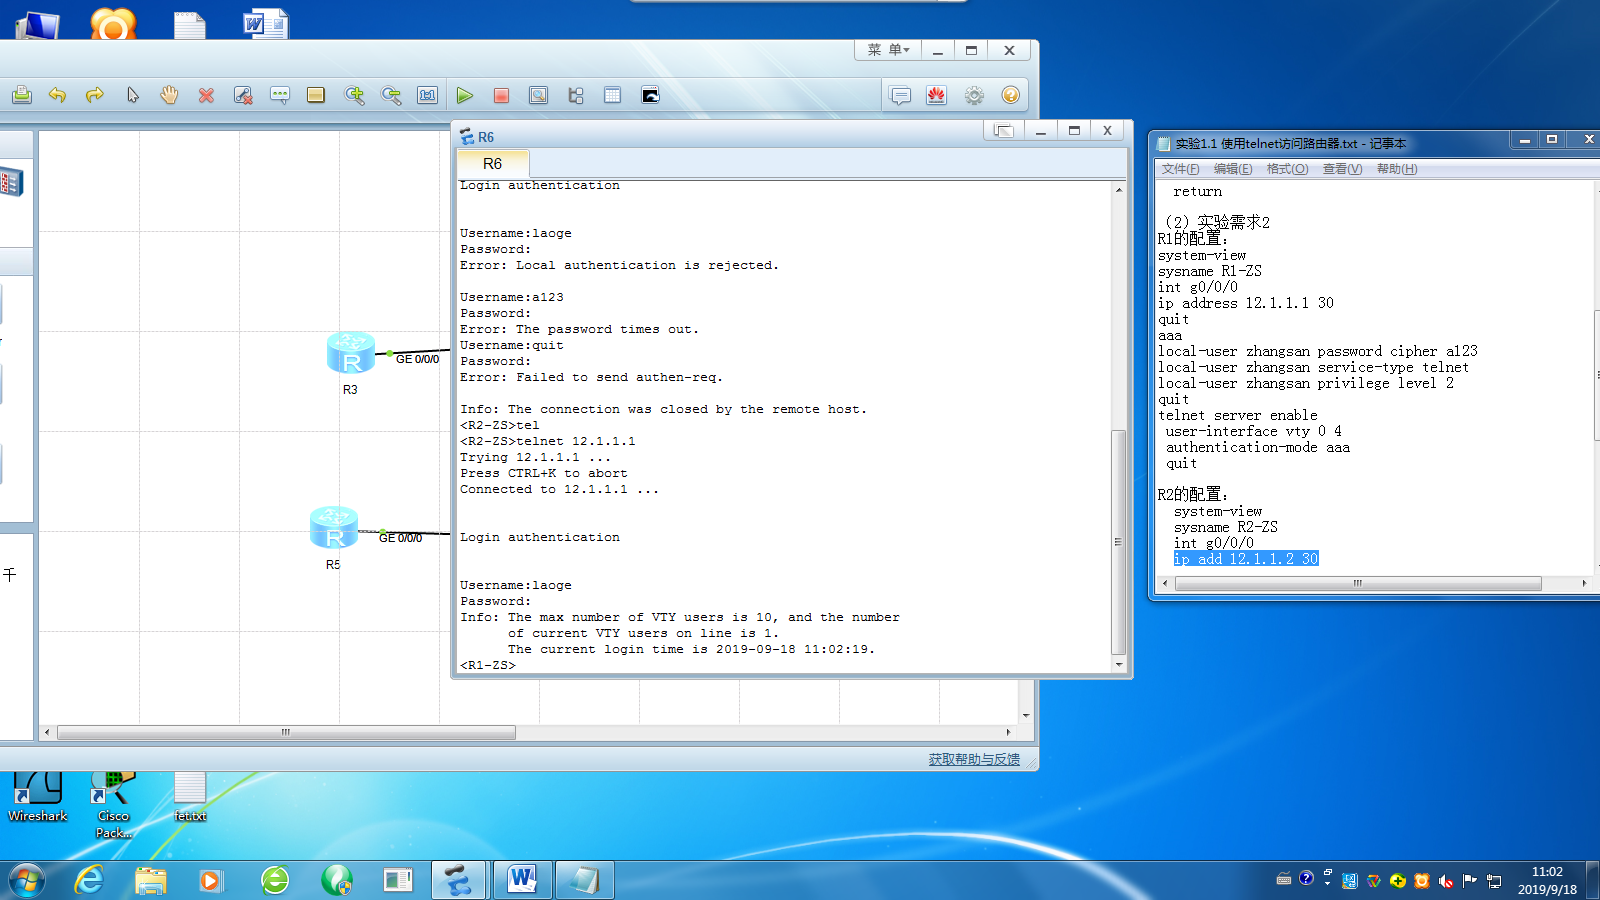 菜 单
R6
R6
Login authentication
Username:laoge
Password:
Error: Local authentication is rejected.
Username:a123
Password:
Error: The password times out.
Username:quit
Password:
Error: Failed to send authen-req.
Info: The connection was closed by the remote host.
<R2-ZS>tel
<R2-ZS>telnet 12.1.1.1
Trying 12.1.1.1 ...
Press CTRL+K to abort
Connected to 12.1.1.1 ...
Login authentication
Username:laoge
Password:
Info: The max number of VTY users is 10, and the number
of current VTY users on line is 1.
The current login time is 2019-09-18 11:02:19.
<R1-ZS>
GE 0/0/0
R3
GE 0/0/0
R5
千
获取帮助与反馈
实验1.1 使用telnet访问路由器.txt - 记事本
文件(F) 编辑(E) 格式(O) 查看(V) 帮助(H)
return
（2）实验需求2
R1的配置：
system-view
sysname R1-ZS
int g0/0/0
ip address 12.1.1.1 30
quit
aaa
local-user zhangsan password cipher a123
local-user zhangsan service-type telnet
local-user zhangsan privilege level 2
quit
telnet server enable
user-interface vty 0 4
authentication-mode aaa
quit
R2的配置：
system-view
sysname R2-ZS
int g0/0/0
ip add 12.1.1.2 30
Wireshark
Cisco
Pack...
fet.txt
11:02
2019/9/18